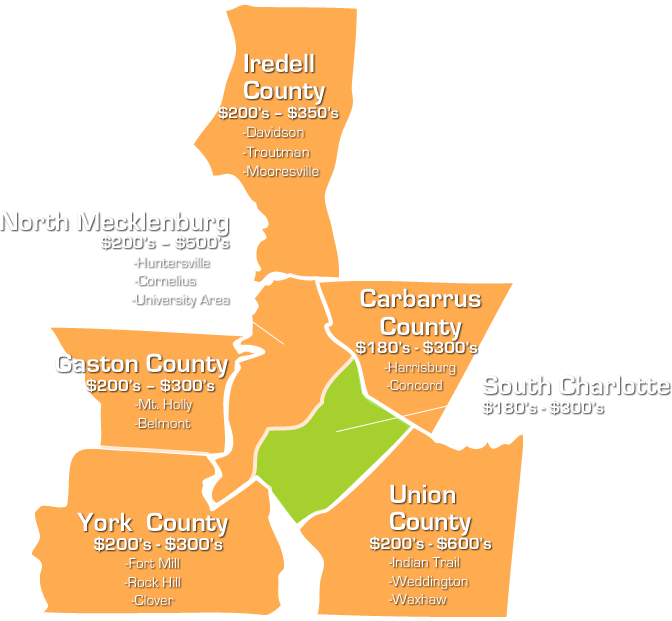 Iredell
County
$200's – $350's
-Davidson
-Troutman
-Mooresville
North Mecklenburg
$200's – $500's
-Huntersville
-Cornelius
-University Area
Carbarrus
County
$180's - $300's
-Harrisburg
-Concord
Gaston County
$200's – $300's
-Mt. Holly
-Belmont
South Charlotte
$180's - $300's
York County
$200's - $300's
-Fort Mill
-Rock Hill
-Clover
Union
County
$200's - $600's
-Indian Trail
-Weddington
-Waxhaw